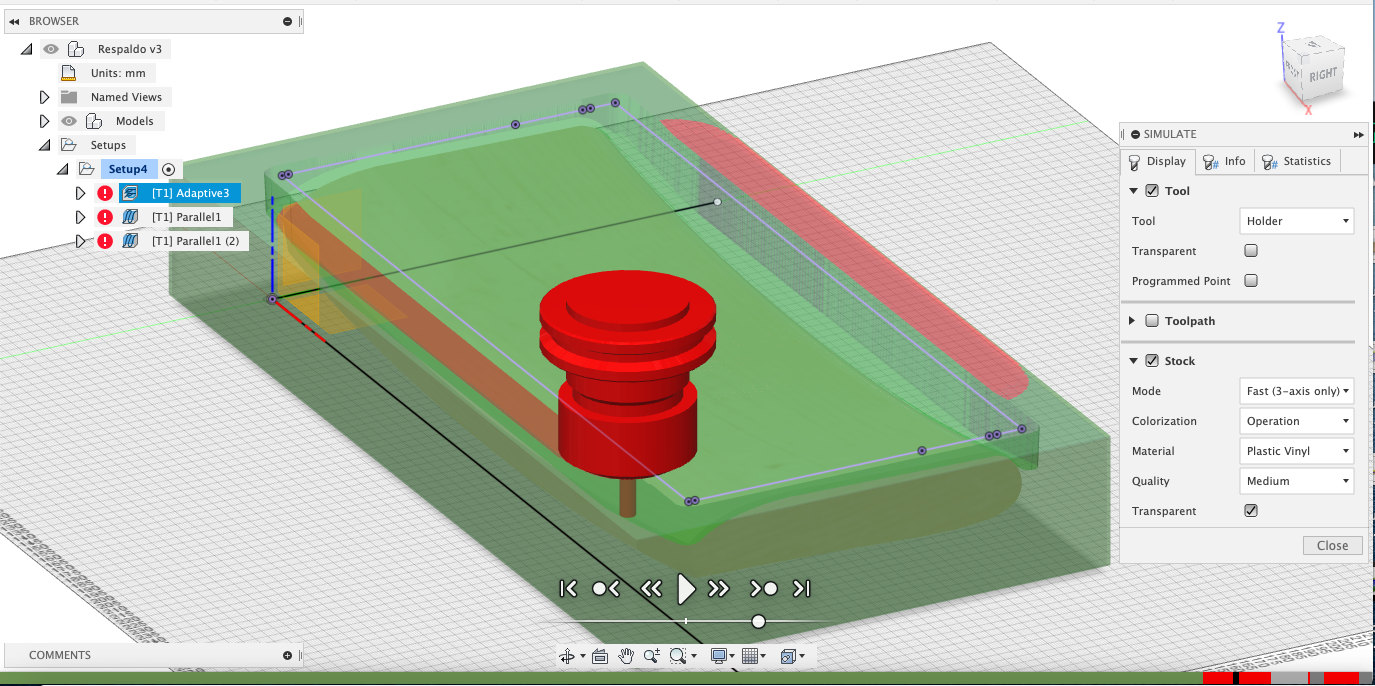 BROWSER
Respaldo v3
Units: mm
Named Views
Models
Setups
Setup4
[T1] Adaptive3
[T1] Parallel1
[T1] Parallel1 (2)
Z
RIGHT
X
SIMULATE
Display
Info
Statistics
Tool
Tool
Holder
Transparent
Programmed Point
Toolpath
Stock
Mode
Fast (3-axis only)
Colorization
Operation
Material
Plastic Vinyl
Quality
Medium
Transparent
Close
COMMENTS